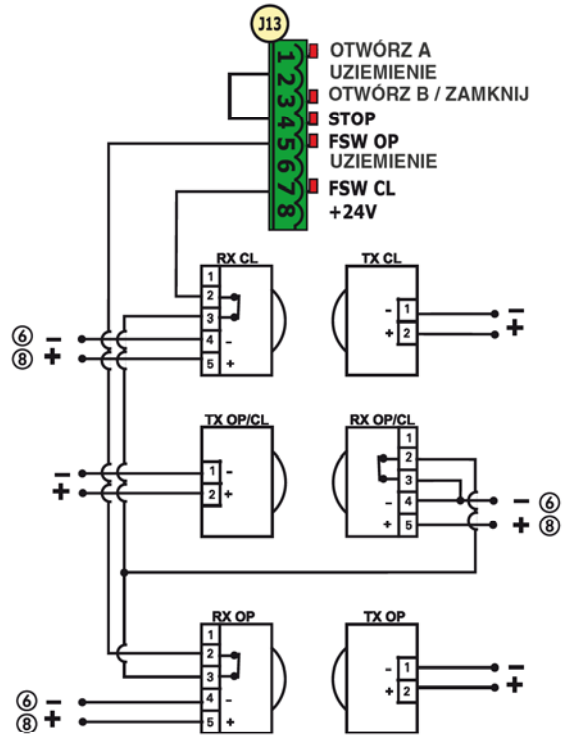 J13
1 OTWÓRZ A
2 UZIEMIENIE
3 OTWÓRZ B / ZAMKNIJ
4 STOP
5 FSW OP
6 UZIEMIENIE
7 FSW CL
8 +24V
RX CL
1
2
3
⑥ − 4 −
⑧ + 5 +
TX CL
- 1 −
+ 2 +
TX OP/CL
− 1 -
+ 2 +
RX OP/CL
1
2
3
- 4 − ⑥
+ 5 + ⑧
RX OP
1
2
3
⑥ − 4 −
⑧ + 5 +
TX OP
- 1 −
+ 2 +